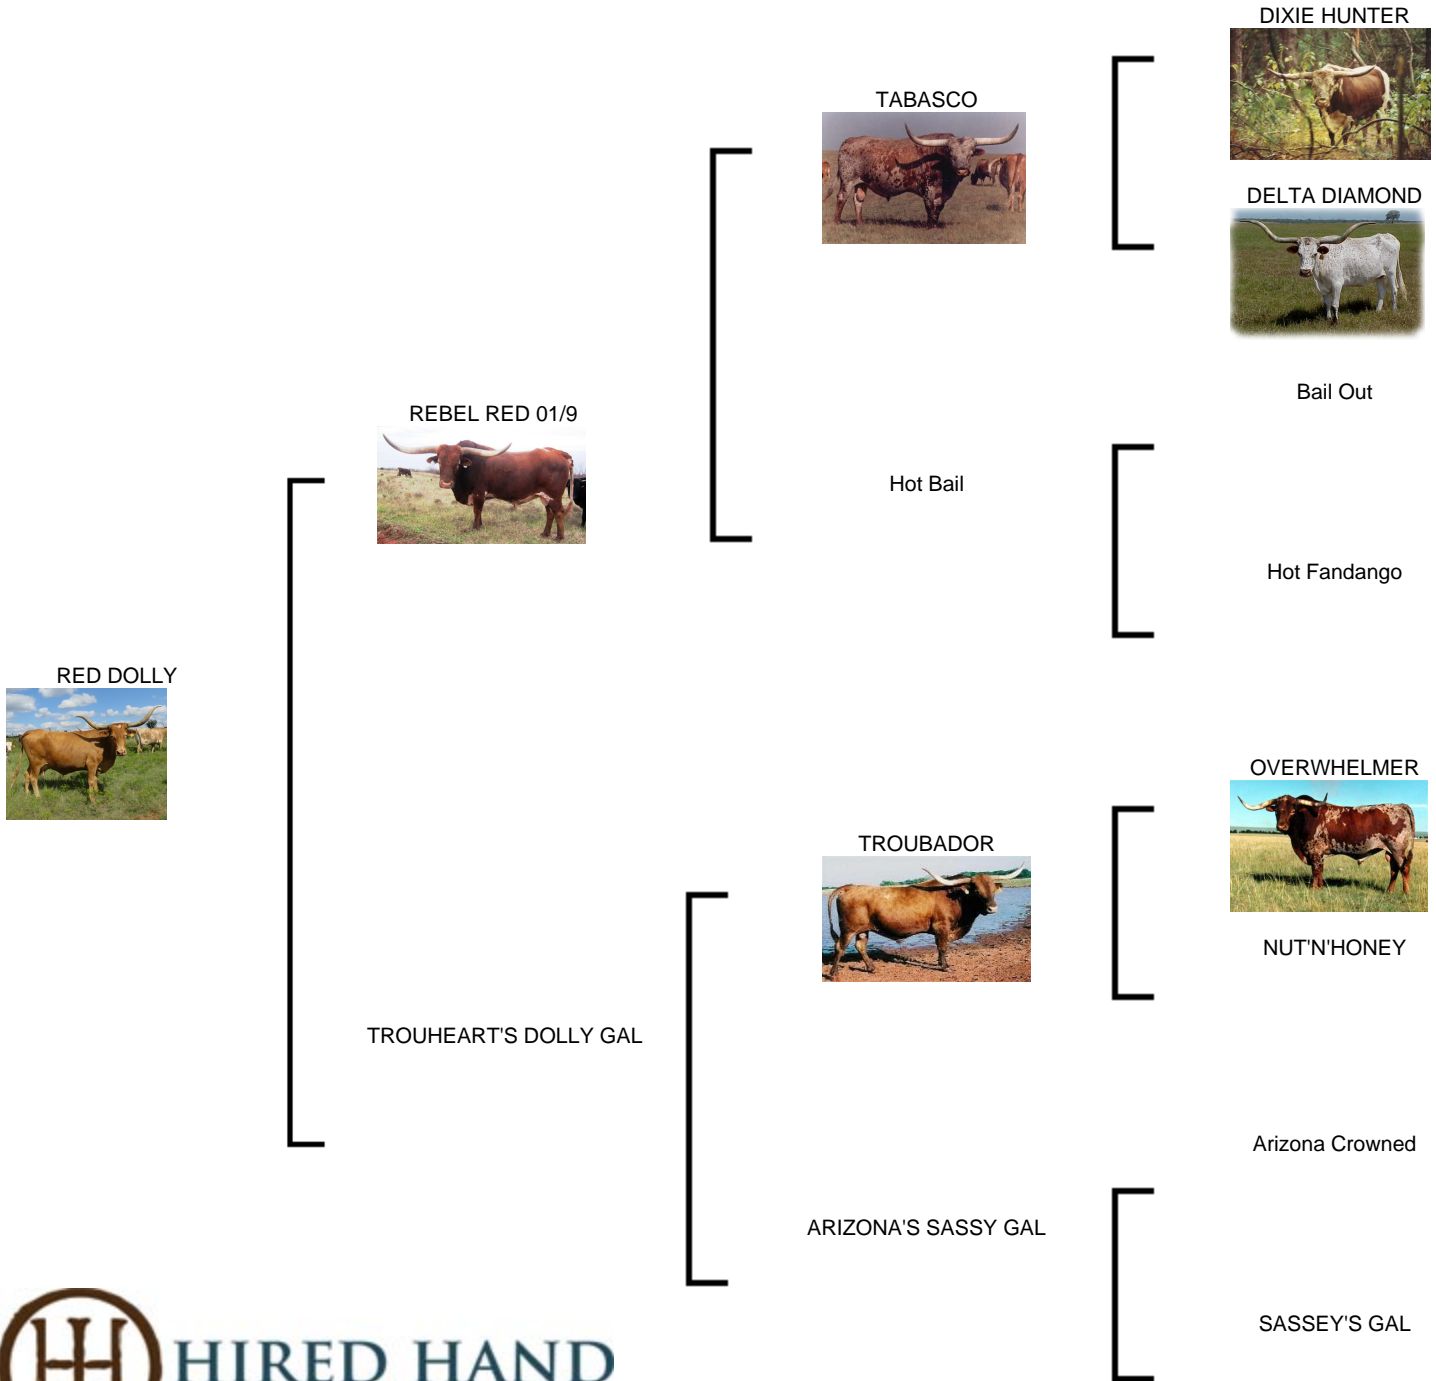 DIXIE HUNTER
TABASCO
DELTA DIAMOND
Bail Out
REBEL RED 01/9
Hot Bail
Hot Fandango
RED DOLLY
OVERWHELMER
TROUBADOR
NUT'N'HONEY
TROUHEART'S DOLLY GAL
Arizona Crowned
ARIZONA'S SASSY GAL
SASSEY'S GAL
HIRED HAND